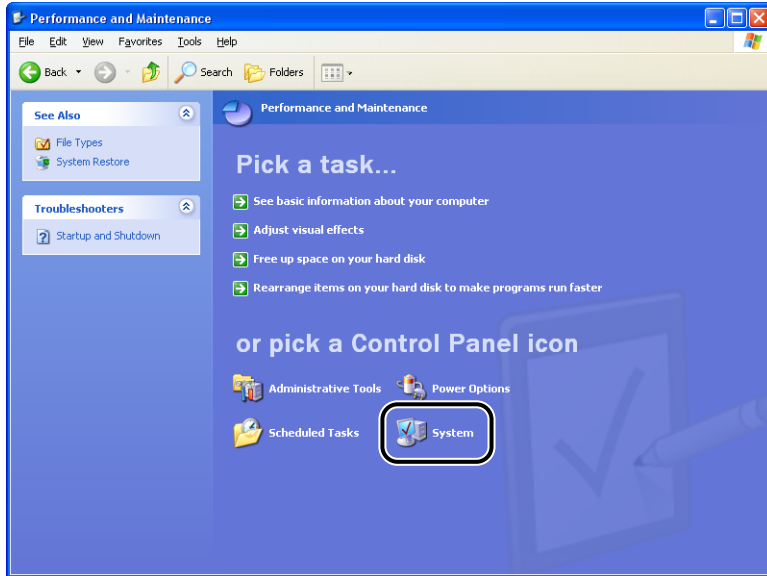 Performance and Maintenance
File Edit View Favorites Tools Help
Back Search Folders
See Also
File Types
System Restore
Troubleshooters
Startup and Shutdown
Performance and Maintenance
Pick a task...
See basic information about your computer
Adjust visual effects
Free up space on your hard disk
Rearrange items on your hard disk to make programs run faster
or pick a Control Panel icon
Administrative Tools Power Options
Scheduled Tasks System